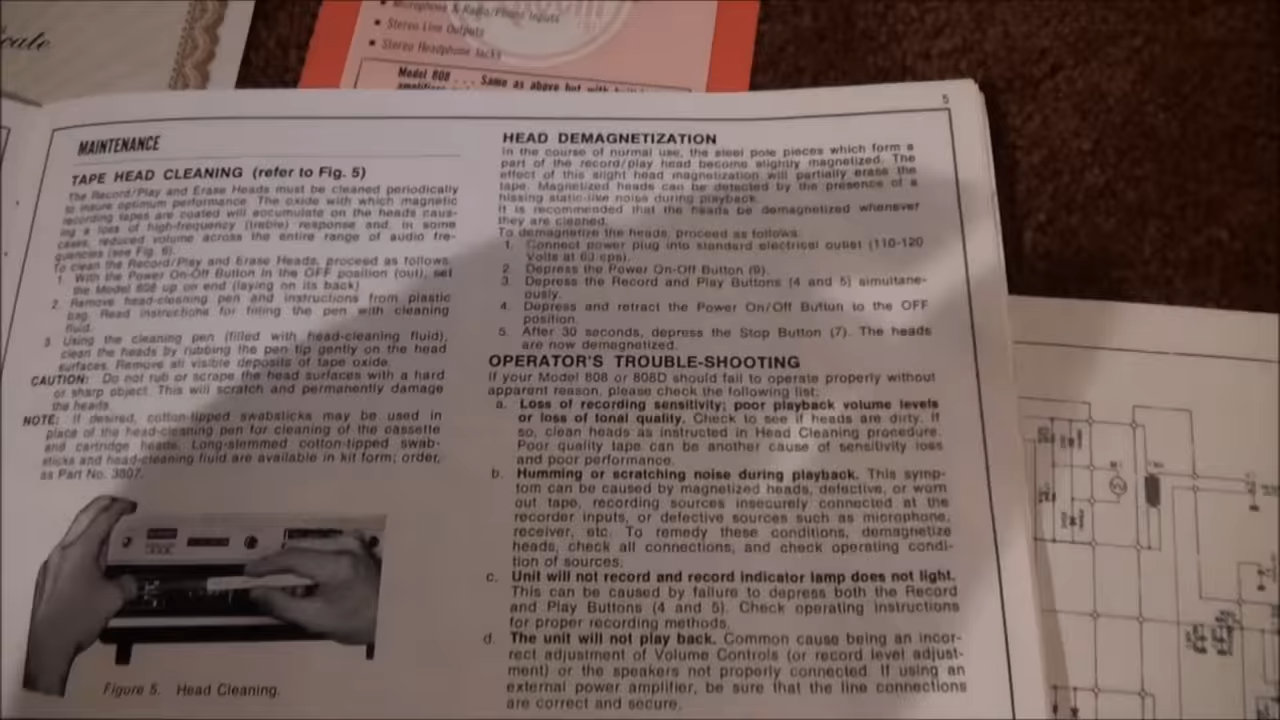 cate
Microphone & Radio/Phono Inputs
Stereo Line Outputs
Stereo Headphone Jacks
Model 808 . . . Same as above but with
5
MAINTENANCE
TAPE HEAD CLEANING (refer to Fig. 5)
The Record/Play and Erase Heads must be cleaned periodically
to insure optimum performance. The oxide with which magnetic
recording tapes are coated will accumulate on the heads caus-
ing a loss of high-frequency (treble) response and, in some
cases, reduced volume across the entire range of audio fre-
quencies (see Fig. 6).
To clean the Record/Play and Erase Heads, proceed as follows.
1. With the Power On-Off Button in the OFF position (out), set
the Model 808 up on end (laying on its back)
2. Remove head-cleaning pen and instructions from plastic
bag. Read instructions for filling the pen with cleaning
fluid.
3. Using the cleaning pen (filled with head-cleaning fluid),
clean the heads by rubbing the pen tip gently on the head
surfaces. Remove all visible deposits of tape oxide.
CAUTION: Do not rub or scrape the head surfaces with a hard
or sharp object. This will scratch and permanently damage
the heads.
NOTE: If desired, cotton-tipped swabsticks may be used in
place of the head-cleaning pen for cleaning of the cassette
and cartridge heads. Long-stemmed cotton-tipped swab-
sticks and head-cleaning fluid are available in kit form; order,
as Part No. 3807.
Figure 5. Head Cleaning.
HEAD DEMAGNETIZATION
In the course of normal use, the steel pole pieces which form a
part of the record/play head become slightly magnetized. The
effect of this slight head magnetization will partially erase the
tape. Magnetized heads can be detected by the presence of a
hissing static-like noise during playback.
It is recommended that the heads be demagnetized whenever
they are cleaned.
To demagnetize the heads, proceed as follows:
1. Connect power plug into standard electrical outlet (110-120
Volts at 60 cps).
2. Depress the Power On-Off Button (9).
3. Depress the Record and Play Buttons (4 and 5) simultane-
ously.
4. Depress and retract the Power On/Off Button to the OFF
position.
5. After 30 seconds, depress the Stop Button (7). The heads
are now demagnetized.
OPERATOR'S TROUBLE-SHOOTING
If your Model 808 or 808D should fail to operate properly without
apparent reason, please check the following list:
a. Loss of recording sensitivity; poor playback volume levels
or loss of tonal quality. Check to see if heads are dirty. If
so, clean heads as instructed in Head Cleaning procedure.
Poor quality tape can be another cause of sensitivity loss
and poor performance.
b. Humming or scratching noise during playback. This symp-
tom can be caused by magnetized heads, defective, or worn
out tape, recording sources insecurely connected at the
recorder inputs, or defective sources such as microphone,
receiver, etc. To remedy these conditions, demagnetize
heads, check all connections, and check operating condi-
tion of sources.
c. Unit will not record and record indicator lamp does not light.
This can be caused by failure to depress both the Record
and Play Buttons (4 and 5). Check operating instructions
for proper recording methods.
d. The unit will not play back. Common cause being an incor-
rect adjustment of Volume Controls (or record level adjust-
ment) or the speakers not properly connected. If using an
external power amplifier, be sure that the line connections
are correct and secure.